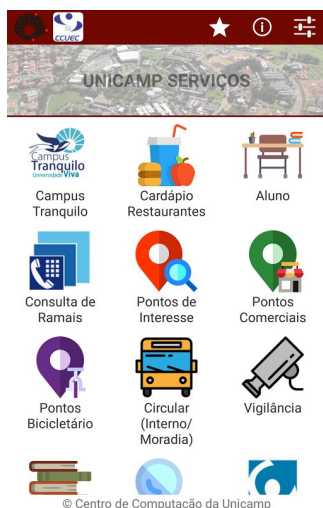 CCUEC
UNICAMP SERVIÇOS
Campus
Tranquilo
Universidade Viva
Campus
Tranquilo
Cardápio
Restaurantes
Aluno
Consulta de
Ramais
Pontos de
Interesse
Pontos
Comerciais
Pontos
Bicicletário
Circular
(Interno/
Moradia)
Vigilância
© Centro de Computação da Unicamp